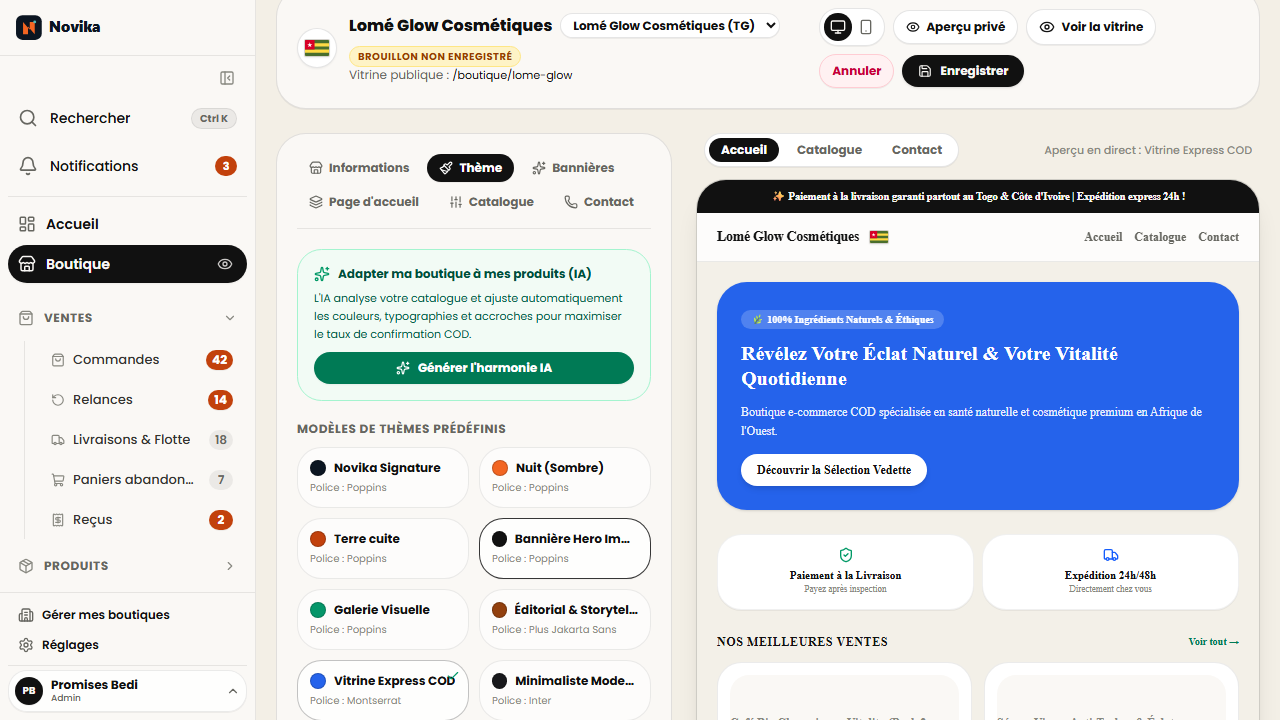 Novika
Rechercher
Ctrl K
Notifications
3
Accueil
Boutique
VENTES
Commandes
42
Relances
14
Livraisons & Flotte
18
Paniers abandon...
7
Reçus
2
PRODUITS
Gérer mes boutiques
Réglages
PB
Promises Bedi
Admin
Lomé Glow Cosmétiques
Lomé Glow Cosmétiques (TG)
BROUILLON NON ENREGISTRÉ
Vitrine publique : /boutique/lome-glow
Aperçu privé
Voir la vitrine
Annuler
Enregistrer
Informations
Thème
Bannières
Page d'accueil
Catalogue
Contact
Adapter ma boutique à mes produits (IA)
L'IA analyse votre catalogue et ajuste automatiquement
les couleurs, typographies et accroches pour maximiser
le taux de confirmation COD.
Générer l'harmonie IA
MODÈLES DE THÈMES PRÉDÉFINIS
Novika Signature
Police : Poppins
Nuit (Sombre)
Police : Poppins
Terre cuite
Police : Poppins
Bannière Hero Im...
Police : Poppins
Galerie Visuelle
Police : Poppins
Éditorial & Storytel...
Police : Plus Jakarta Sans
Vitrine Express COD
Police : Montserrat
Minimaliste Mode...
Police : Inter
Accueil
Catalogue
Contact
Aperçu en direct : Vitrine Express COD
✨ Paiement à la livraison garanti partout au Togo & Côte d'Ivoire | Expédition express 24h !
Lomé Glow Cosmétiques
Accueil
Catalogue
Contact
🌿 100% Ingrédients Naturels & Éthiques
Révélez Votre Éclat Naturel & Votre Vitalité
Quotidienne
Boutique e-commerce COD spécialisée en santé naturelle et cosmétique premium en Afrique de
l'Ouest.
Découvrir la Sélection Vedette
Paiement à la Livraison
Payez après inspection
Expédition 24h/48h
Directement chez vous
NOS MEILLEURES VENTES
Voir tout →